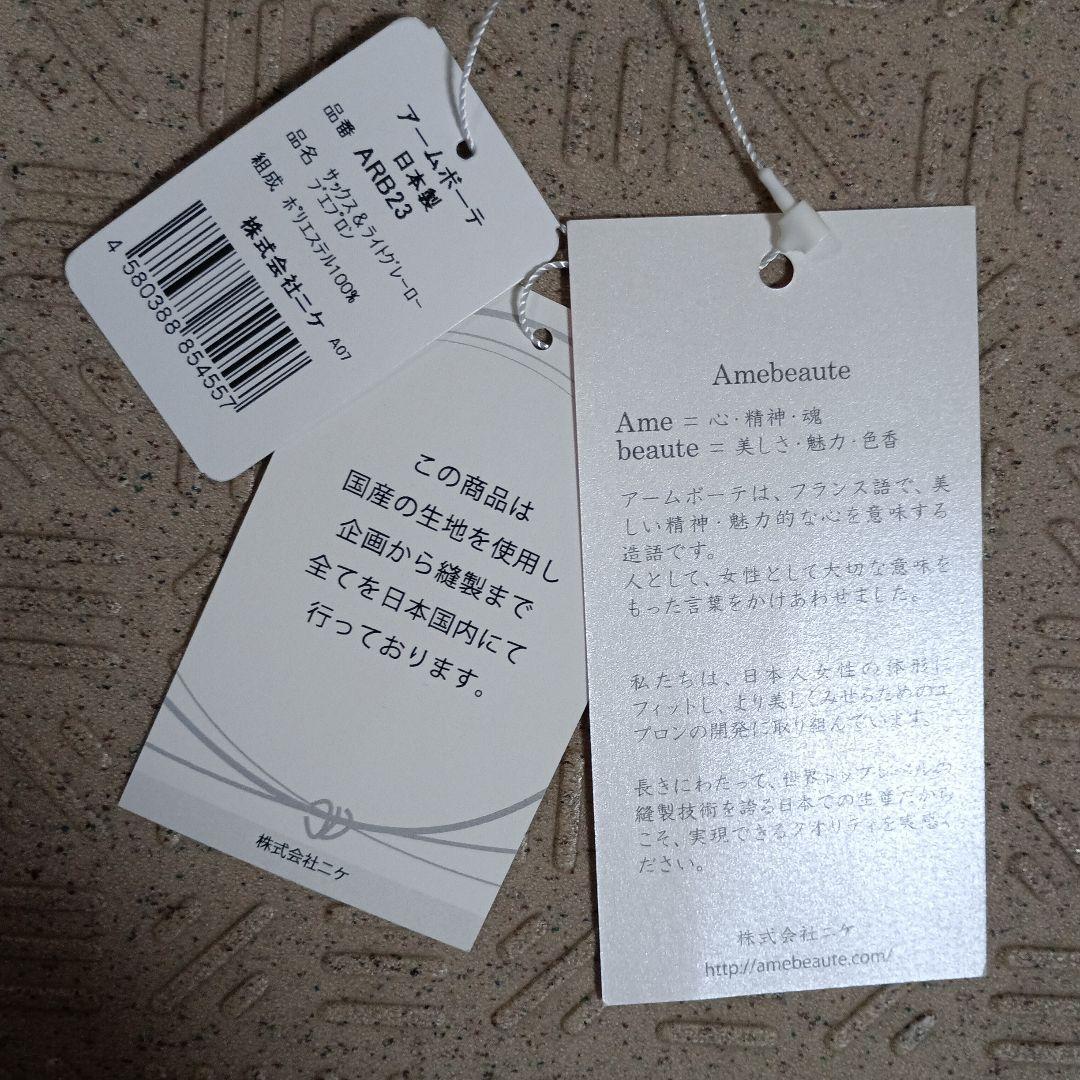 アームボーテ
日本製
品番 ARB23
品名 サックス&ライトグレーロー
プエプロン
組成 ポリエステル100%
株式会社ニケ A07
4 580388 854557
この商品は
国産の生地を使用し
企画から縫製まで
全てを日本国内にて
行っております。
株式会社ニケ
Amebeaute
Ame = 心・精神・魂
beaute = 美しさ・魅力・色香
アームボーテは、フランス語で、美
しい精神・魅力的な心を意味する
造語です。
人として、女性として大切な意味を
もった言葉をかけあわせました。
私たちは、日本人女性の体形に
フィットし、より美しくみせるためのエ
プロンの開発に取り組んでいます。
長きにわたって、世界トップレベルの
縫製技術を誇る日本での生産だから
こそ、実現できるクオリティを実感く
ださい。
株式会社ニケ
http://amebeaute.com/